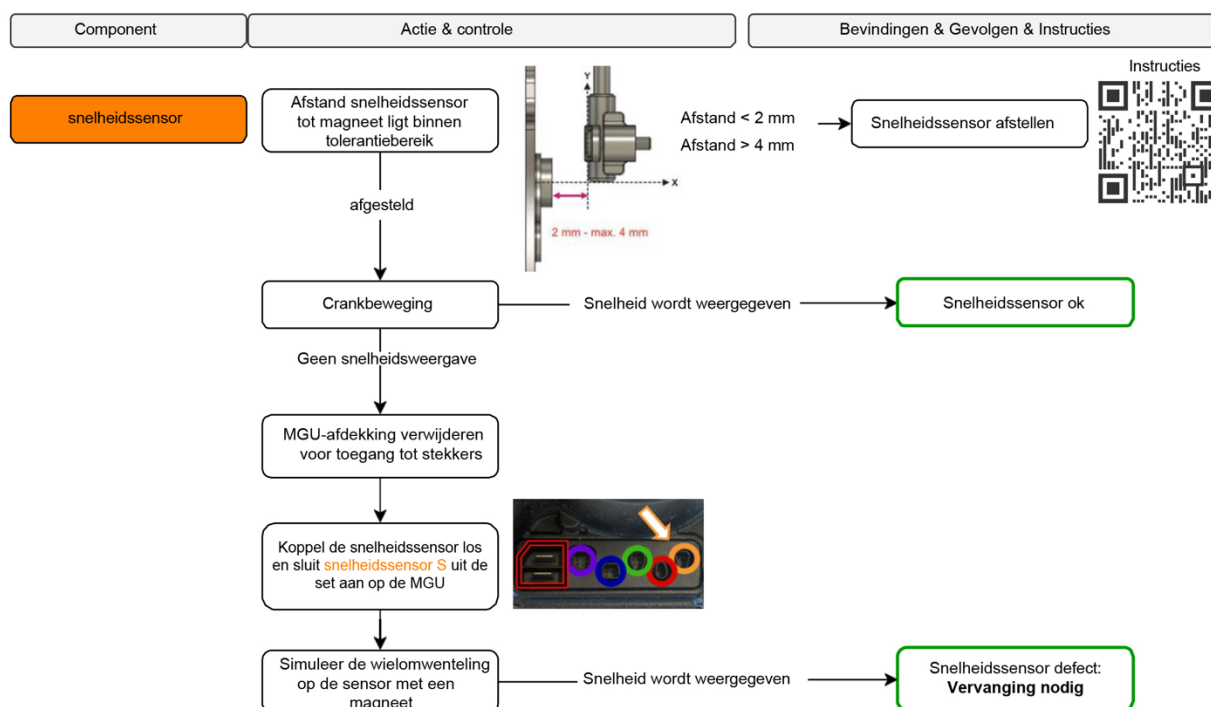 Component
Actie & controle
Bevindingen & Gevolgen & Instructies
Instructies
snelheidssensor
Afstand snelheidssensor
tot magneet ligt binnen
tolerantiebereik
Y
X
2 mm - max. 4 mm
Afstand < 2 mm
Afstand > 4 mm
Snelheidssensor afstellen
afgesteld
Crankbeweging
Snelheid wordt weergegeven
Snelheidssensor ok
Geen snelheidsweergave
MGU-afdekking verwijderen
voor toegang tot stekkers
Koppel de snelheidssensor los
en sluit snelheidssensor S uit de
set aan op de MGU
Simuleer de wielomwenteling
op de sensor met een
magneet
Snelheid wordt weergegeven
Snelheidssensor defect:
Vervanging nodig